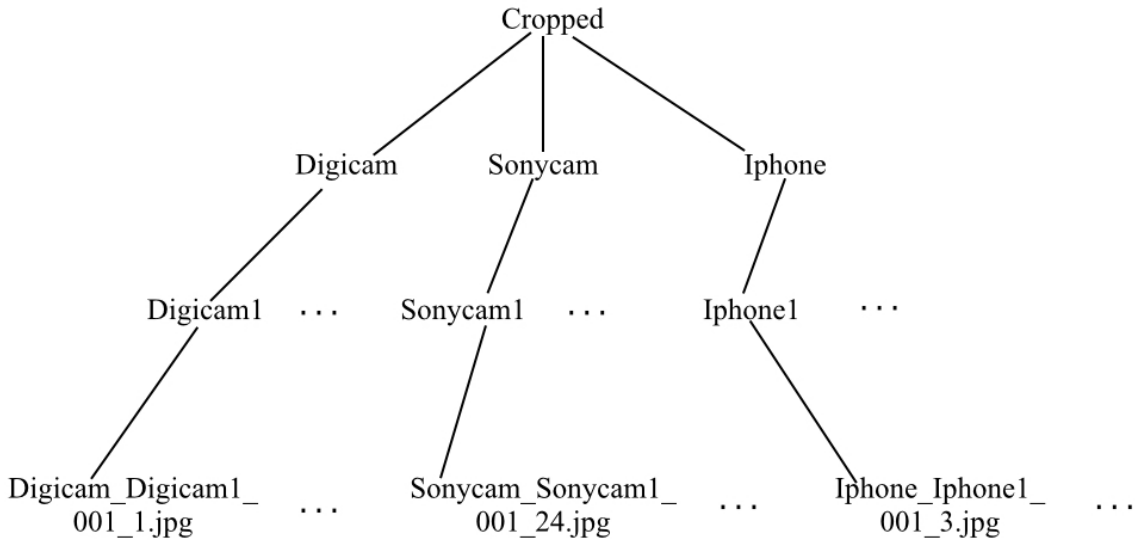 Cropped
Digicam Sonycam Iphone
Digicam1 ... Sonycam1 ... Iphone1 ...
Digicam_Digicam1_ Sonycam_Sonycam1_ Iphone_Iphone1_
001_1.jpg ... 001_24.jpg ... 001_3.jpg ...